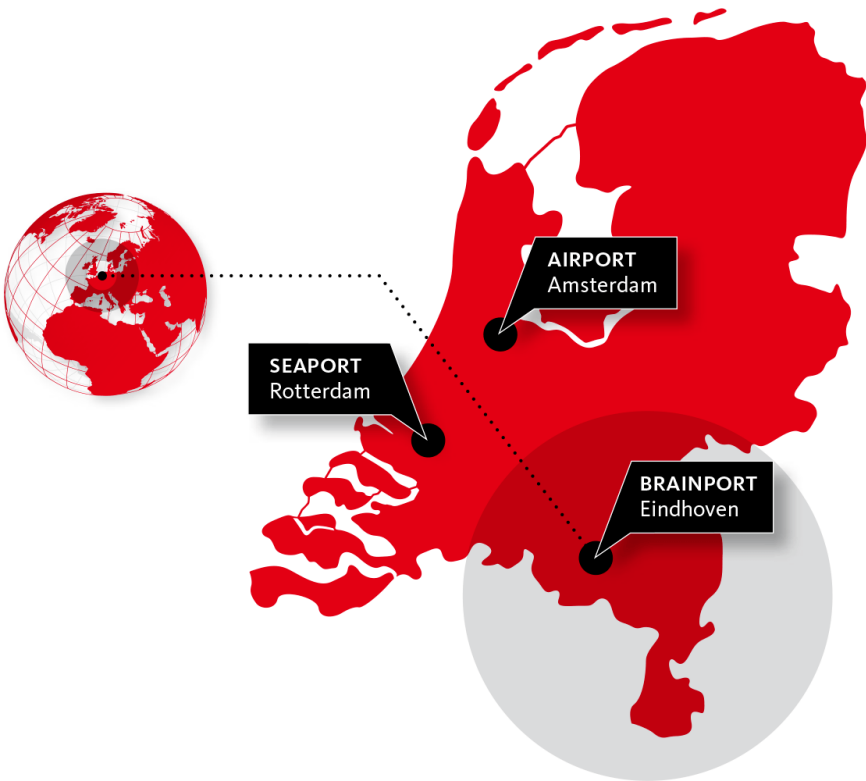 AIRPORT
Amsterdam
SEAPORT
Rotterdam
BRAINPORT
Eindhoven